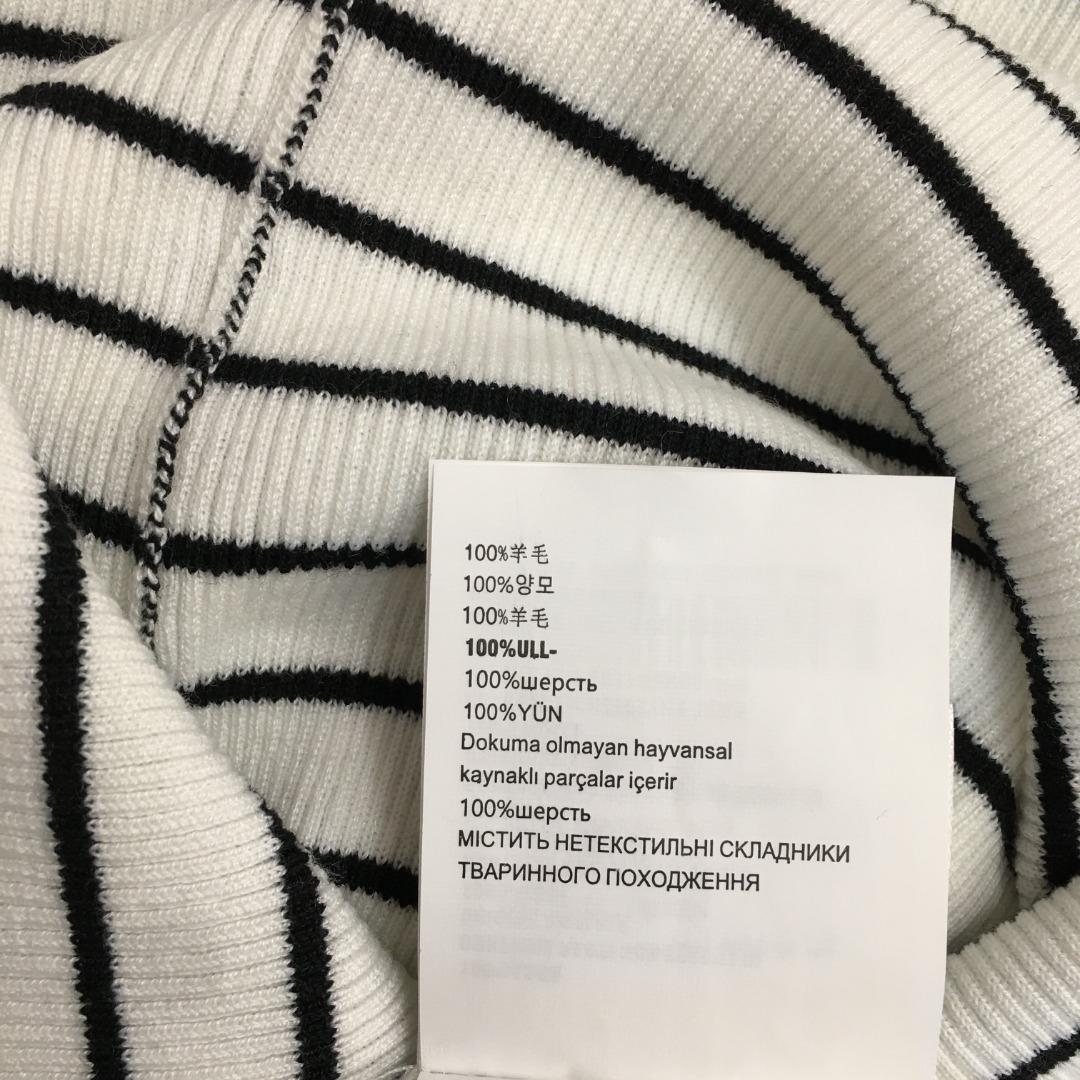 100%羊毛
100%양모
100%羊毛
100%ULL-
100%шерсть
100%YÜN
Dokuma olmayan hayvansal
kaynaklı parçalar içerir
100%шерсть
МІСТИТЬ НЕТЕКСТИЛЬНІ СКЛАДНИКИ
ТВАРИННОГО ПОХОДЖЕННЯ